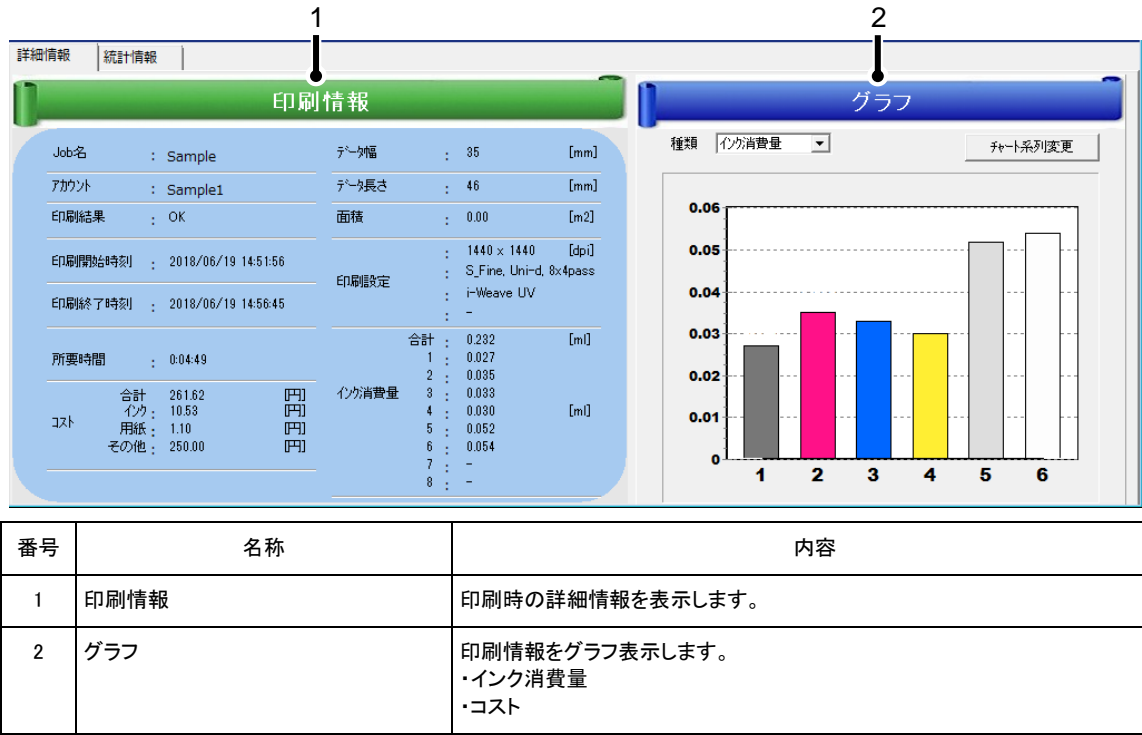 1
2
詳細情報 統計情報
印刷情報
Job名 : Sample
アカウント : Sample1
印刷結果 : OK
印刷開始時刻 : 2018/06/19 14:51:56
印刷終了時刻 : 2018/06/19 14:56:45
所要時間 : 0:04:49
コスト
合計 261.62 [円]
インク : 10.53 [円]
用紙 : 1.10 [円]
その他 : 250.00 [円]
データ幅 : 35 [mm]
データ長さ : 46 [mm]
面積 : 0.00 [m2]
印刷設定
: 1440 x 1440 [dpi]
: S_Fine, Uni-d, 8x4pass
: i-Weave UV
: -
インク消費量
合計 : 0.232 [ml]
1 : 0.027
2 : 0.035
3 : 0.033
4 : 0.030 [ml]
5 : 0.052
6 : 0.054
7 : -
8 : -
グラフ
種類 インク消費量 チャート系列変更
0.06
0.05
0.04
0.03
0.02
0.01
0
1 2 3 4 5 6
番号 名称 内容
1 印刷情報 印刷時の詳細情報を表示します。
2 グラフ 印刷情報をグラフ表示します。
・インク消費量
・コスト